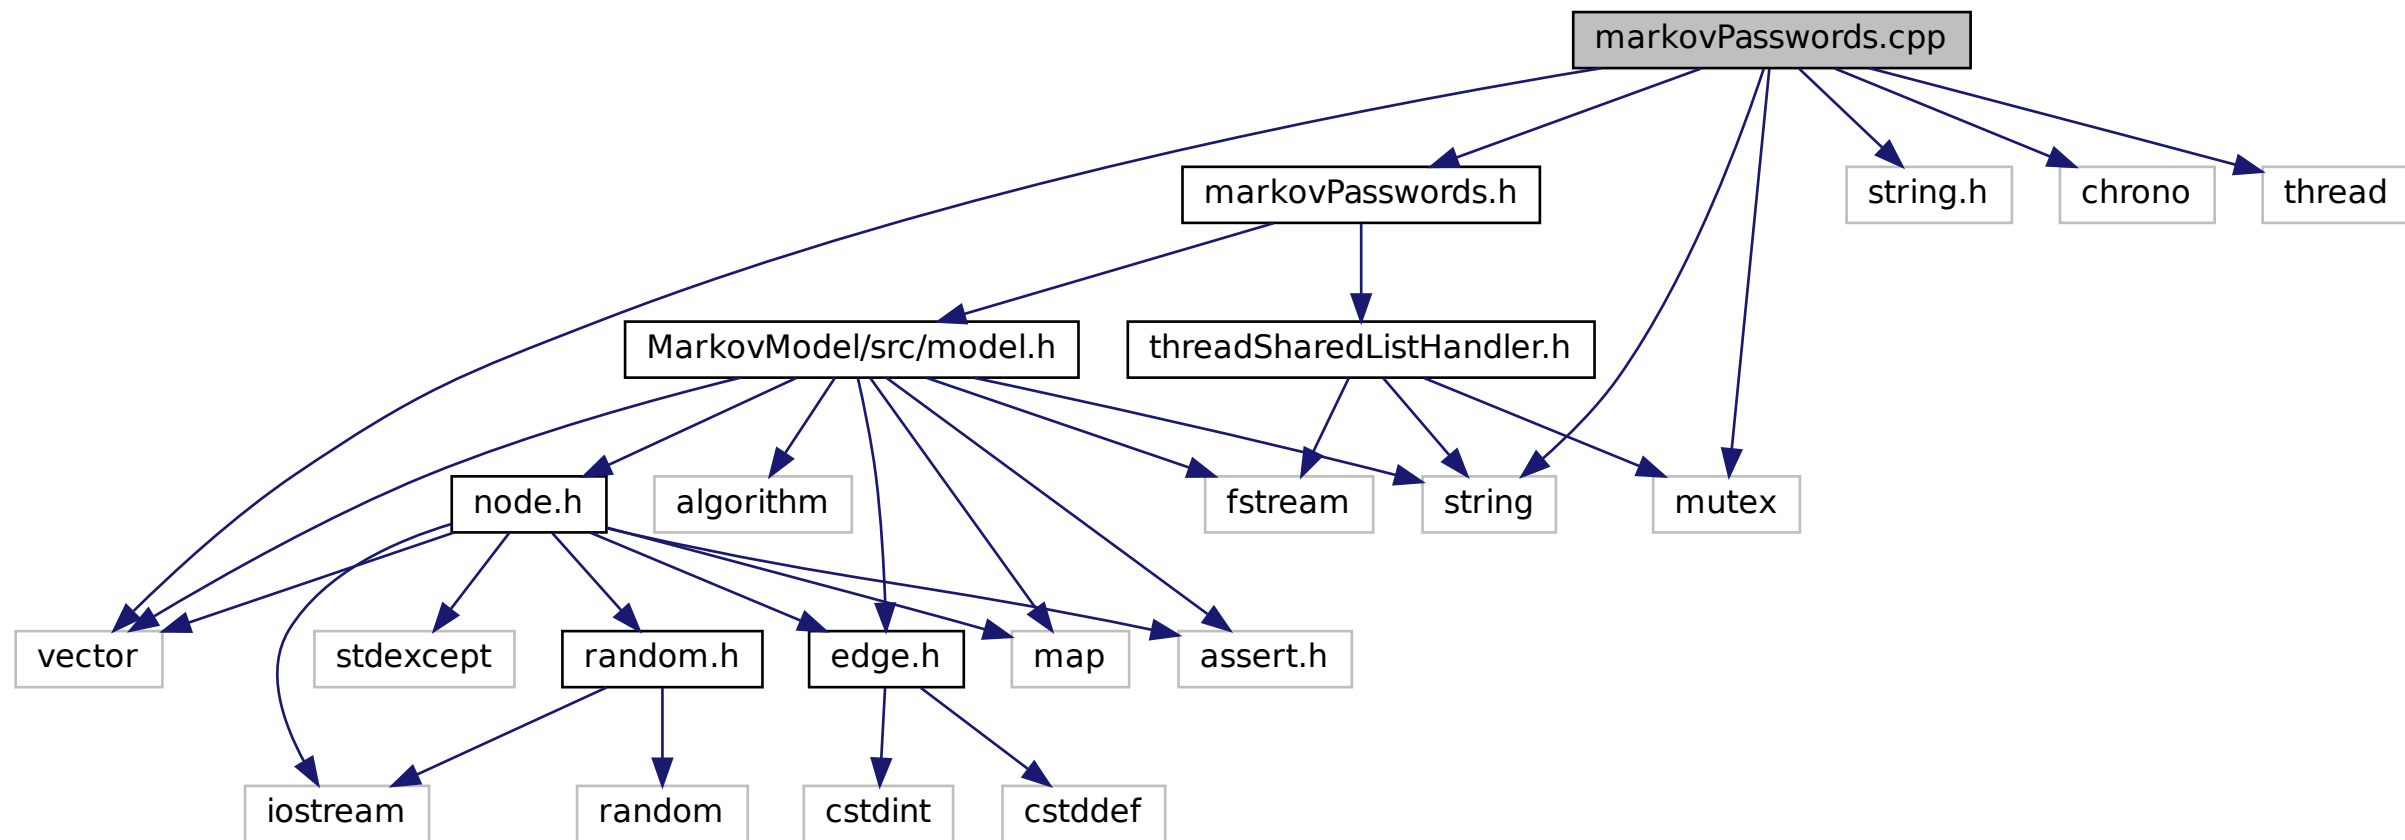 markovPasswords.cpp
markovPasswords.h
string.h
chrono
thread
MarkovModel/src/model.h
threadSharedListHandler.h
node.h
algorithm
fstream
string
mutex
vector
stdexcept
random.h
edge.h
map
assert.h
iostream
random
cstdint
cstddef